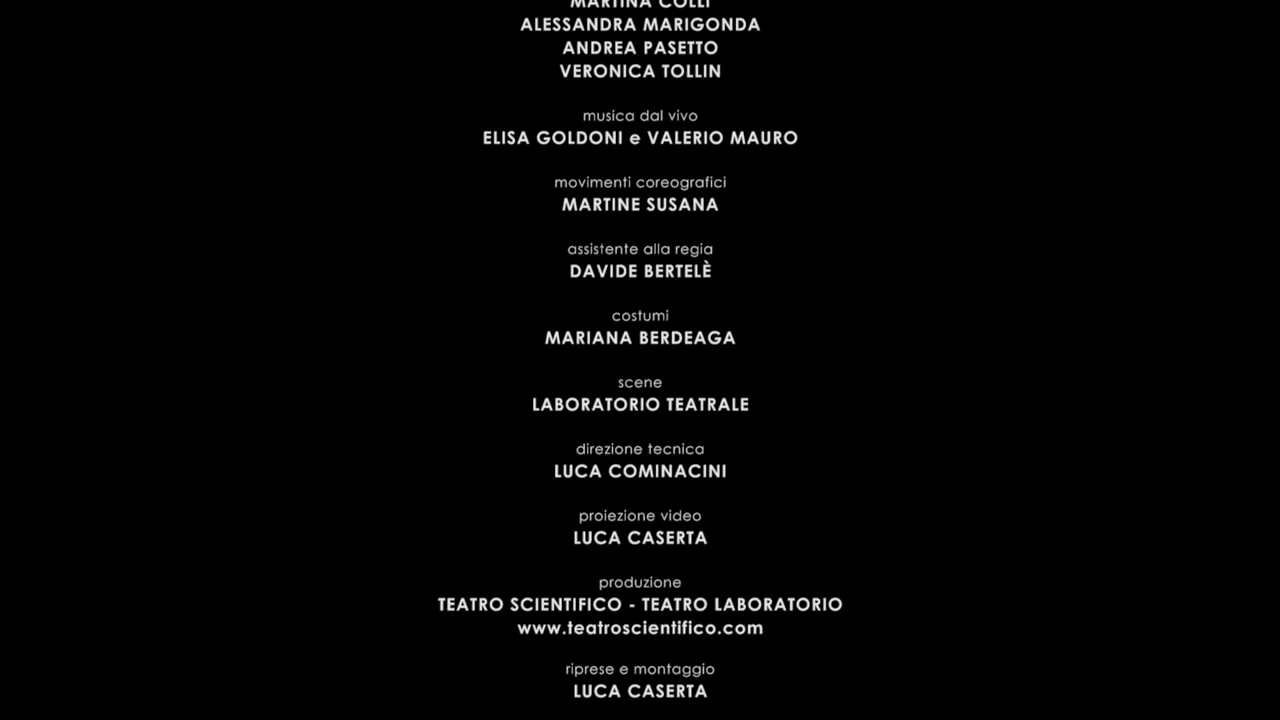 MARTINA COLLI
ALESSANDRA MARIGONDA
ANDREA PASETTO
VERONICA TOLLIN
musica dal vivo
ELISA GOLDONI e VALERIO MAURO
movimenti coreografici
MARTINE SUSANA
assistente alla regia
DAVIDE BERTELÈ
costumi
MARIANA BERDEAGA
scene
LABORATORIO TEATRALE
direzione tecnica
LUCA COMINACINI
proiezione video
LUCA CASERTA
produzione
TEATRO SCIENTIFICO - TEATRO LABORATORIO
www.teatroscientifico.com
riprese e montaggio
LUCA CASERTA